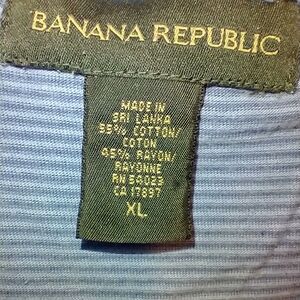 BANANA REPUBLIC
MADE IN
SRI LANKA
55% COTTON/
COTON
45% RAYON/
RAYONNE
RN 54023
CA 17897
XL